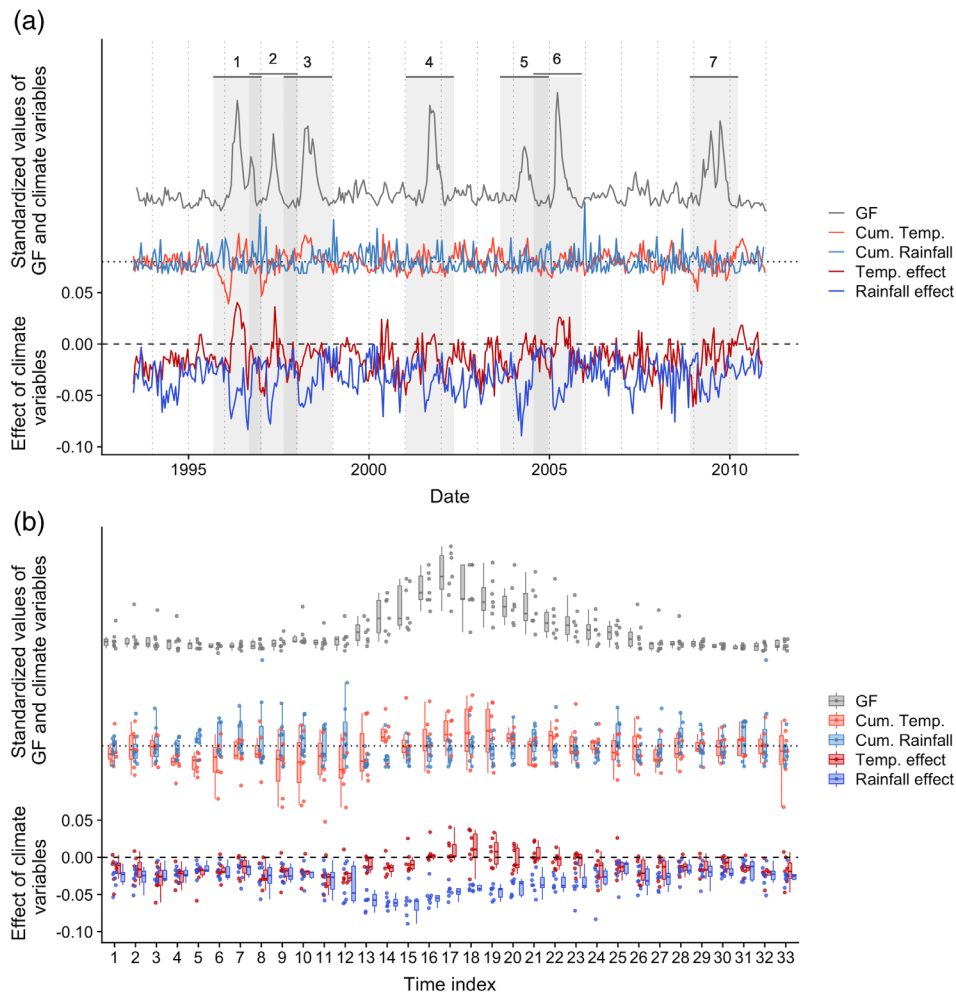 (a)
Standardized values of
GF and climate variables
Effect of climate
variables
1 2 3 4 5 6 7
0.05
0.00
-0.05
-0.10
1995 2000 2005 2010
Date
GF
Cum. Temp.
Cum. Rainfall
Temp. effect
Rainfall effect
(b)
Standardized values of
GF and climate variables
Effect of climate
variables
0.05
0.00
-0.05
-0.10
1 2 3 4 5 6 7 8 9 10 11 12 13 14 15 16 17 18 19 20 21 22 23 24 25 26 27 28 29 30 31 32 33
Time index
GF
Cum. Temp.
Cum. Rainfall
Temp. effect
Rainfall effect